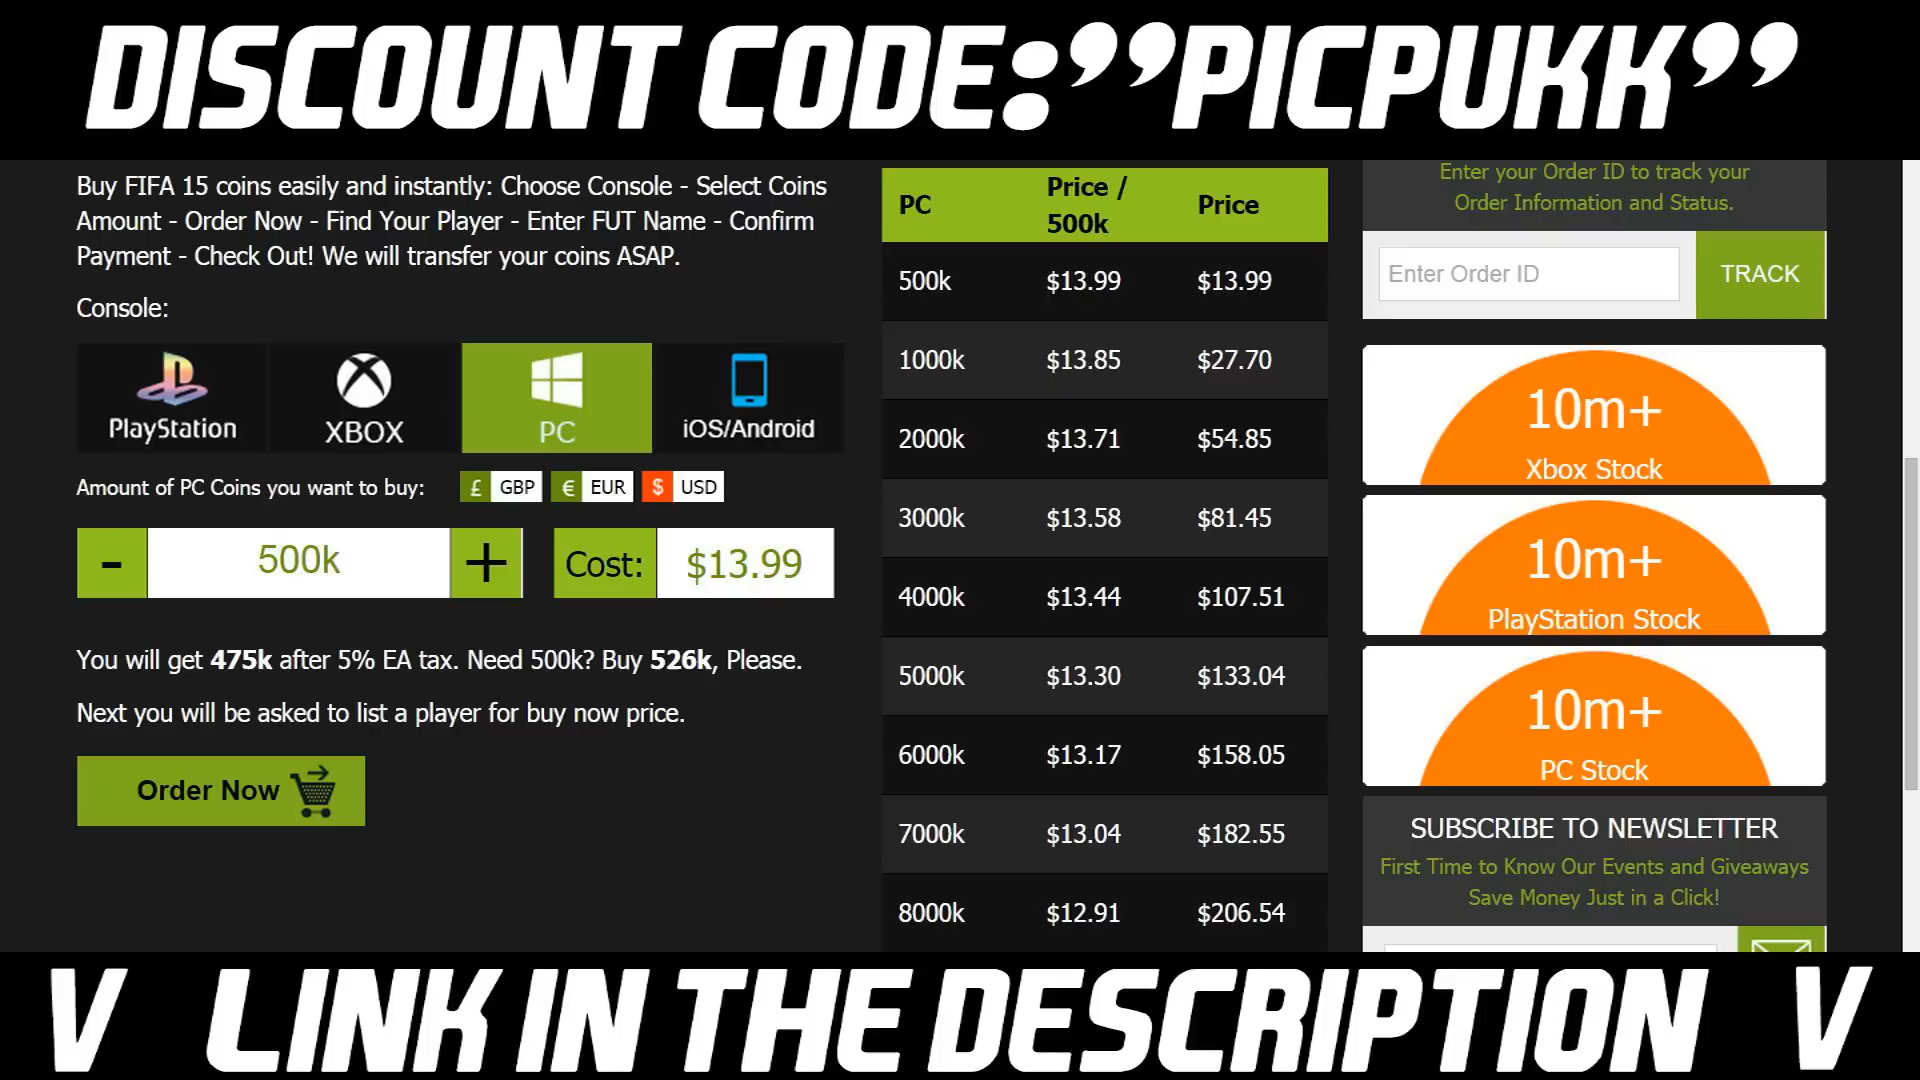 DISCOUNT CODE:”PICPUKK”
Buy FIFA 15 coins easily and instantly: Choose Console - Select Coins
Amount - Order Now - Find Your Player - Enter FUT Name - Confirm
Payment - Check Out! We will transfer your coins ASAP.
Console:
PlayStation XBOX PC iOS/Android
Amount of PC Coins you want to buy: £ GBP € EUR $ USD
- 500k + Cost: $13.99
You will get 475k after 5% EA tax. Need 500k? Buy 526k, Please.
Next you will be asked to list a player for buy now price.
Order Now
PC Price / 500k Price
500k $13.99 $13.99
1000k $13.85 $27.70
2000k $13.71 $54.85
3000k $13.58 $81.45
4000k $13.44 $107.51
5000k $13.30 $133.04
6000k $13.17 $158.05
7000k $13.04 $182.55
8000k $12.91 $206.54
Enter your Order ID to track your
Order Information and Status.
Enter Order ID TRACK
10m+
Xbox Stock
10m+
PlayStation Stock
10m+
PC Stock
SUBSCRIBE TO NEWSLETTER
First Time to Know Our Events and Giveaways
Save Money Just in a Click!
V LINK IN THE DESCRIPTION V